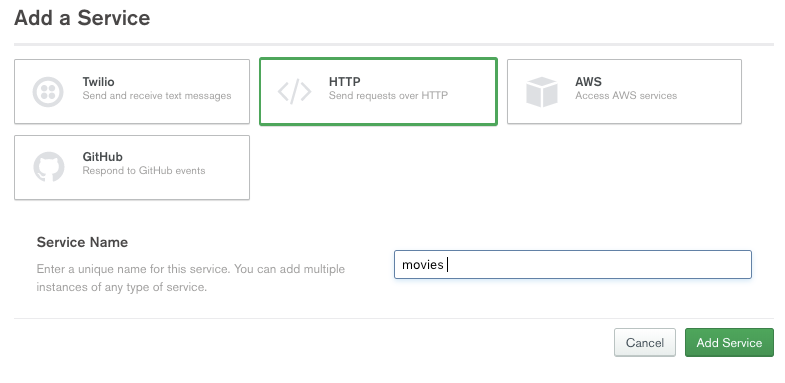 Add a Service
Twilio
Send and receive text messages
HTTP
Send requests over HTTP
AWS
Access AWS services
GitHub
Respond to GitHub events
Service Name
Enter a unique name for this service. You can add multiple
instances of any type of service.
movies
Cancel
Add Service